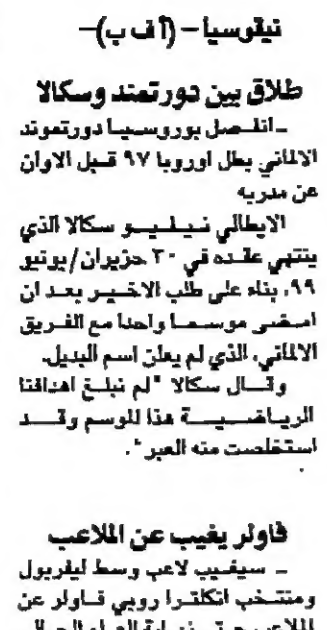 نيقوسيا – (أ ف ب)–
طلاق بين دورتمند وسكالا
ـ انفصل بوروسيا دورتموند
الالماني بطل اوروبا ٩٧ قبل الاوان
عن مدربه
الايطالي نيفيو سكالا الذي
ينتهي عقده في ٣٠ حزيران/يونيو
٩٩، بناء على طلب الاخير بعد ان
امضى موسما واحدا مع الفريق
الالماني، الذي لم يعلن اسم البديل.
وقال سكالا "لم نبلغ اهدافنا
الرياضية هذا الموسم وقد
استخلصت منه العبر".
فاولر يغيب عن الملاعب
ـ سيغيب لاعب وسط ليفربول
ومنتخب انكلترا روبي فاولر عن